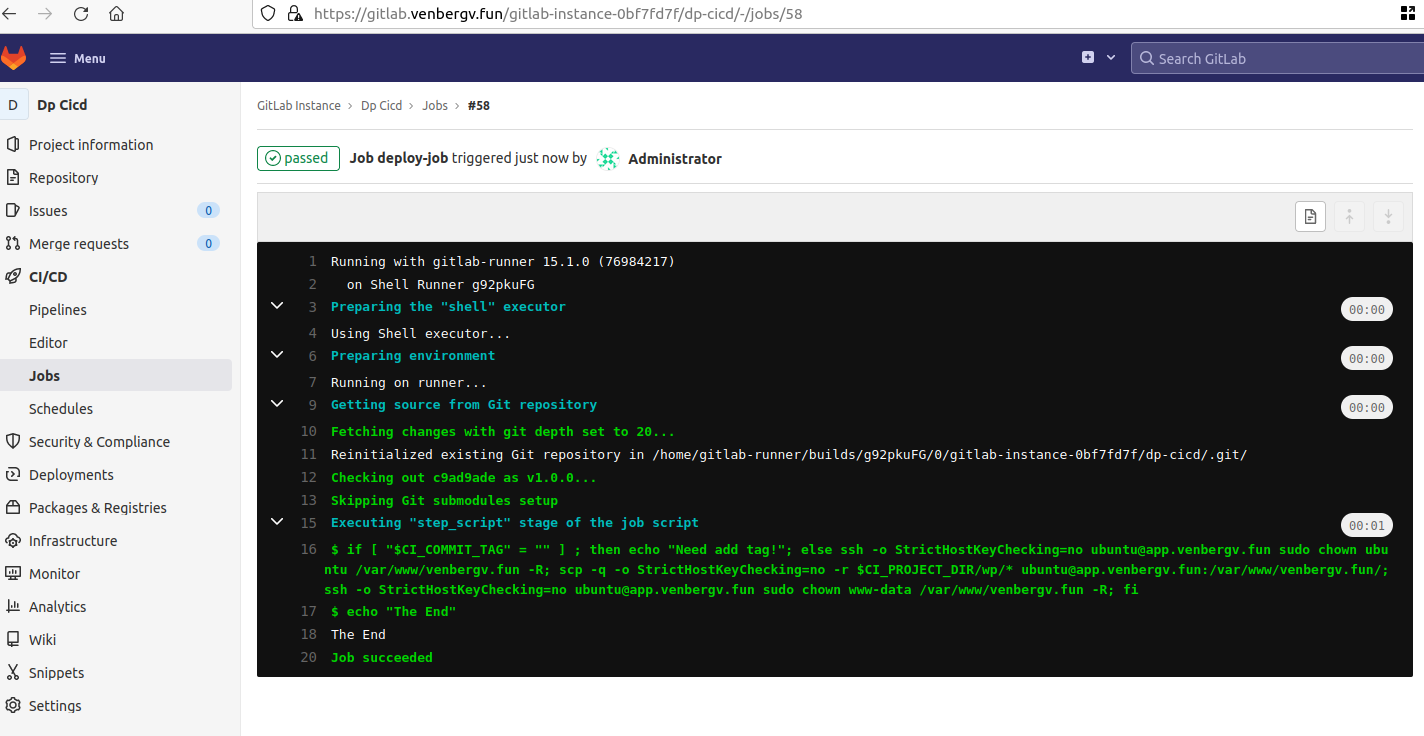 https://gitlab.venbergv.fun/gitlab-instance-0bf7fd7f/dp-cicd/-/jobs/58
Menu
Search GitLab
D Dp Cicd
Project information
Repository
Issues 0
Merge requests 0
CI/CD
Pipelines
Editor
Jobs
Schedules
Security & Compliance
Deployments
Packages & Registries
Infrastructure
Monitor
Analytics
Wiki
Snippets
Settings
GitLab Instance > Dp Cicd > Jobs > #58
passed Job deploy-job triggered just now by Administrator
1 Running with gitlab-runner 15.1.0 (76984217)
2 on Shell Runner g92pkuFG
3 Preparing the "shell" executor 00:00
4 Using Shell executor...
6 Preparing environment 00:00
7 Running on runner...
9 Getting source from Git repository 00:00
10 Fetching changes with git depth set to 20...
11 Reinitialized existing Git repository in /home/gitlab-runner/builds/g92pkuFG/0/gitlab-instance-0bf7fd7f/dp-cicd/.git/
12 Checking out c9ad9ade as v1.0.0...
13 Skipping Git submodules setup
15 Executing "step_script" stage of the job script 00:01
16 $ if [ "$CI_COMMIT_TAG" = "" ] ; then echo "Need add tag!"; else ssh -o StrictHostKeyChecking=no ubuntu@app.venbergv.fun sudo chown ubu
ntu /var/www/venbergv.fun -R; scp -q -o StrictHostKeyChecking=no -r $CI_PROJECT_DIR/wp/* ubuntu@app.venbergv.fun:/var/www/venbergv.fun/;
ssh -o StrictHostKeyChecking=no ubuntu@app.venbergv.fun sudo chown www-data /var/www/venbergv.fun -R; fi
17 $ echo "The End"
18 The End
20 Job succeeded